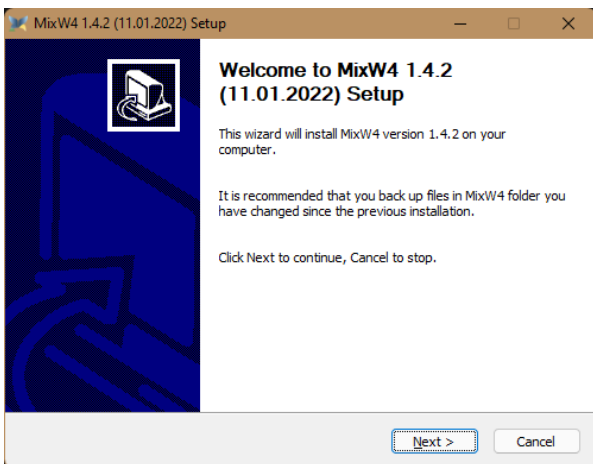 MixW4 1.4.2 (11.01.2022) Setup
Welcome to MixW4 1.4.2
(11.01.2022) Setup
This wizard will install MixW4 version 1.4.2 on your
computer.
It is recommended that you back up files in MixW4 folder you
have changed since the previous installation.
Click Next to continue, Cancel to stop.
Next >
Cancel